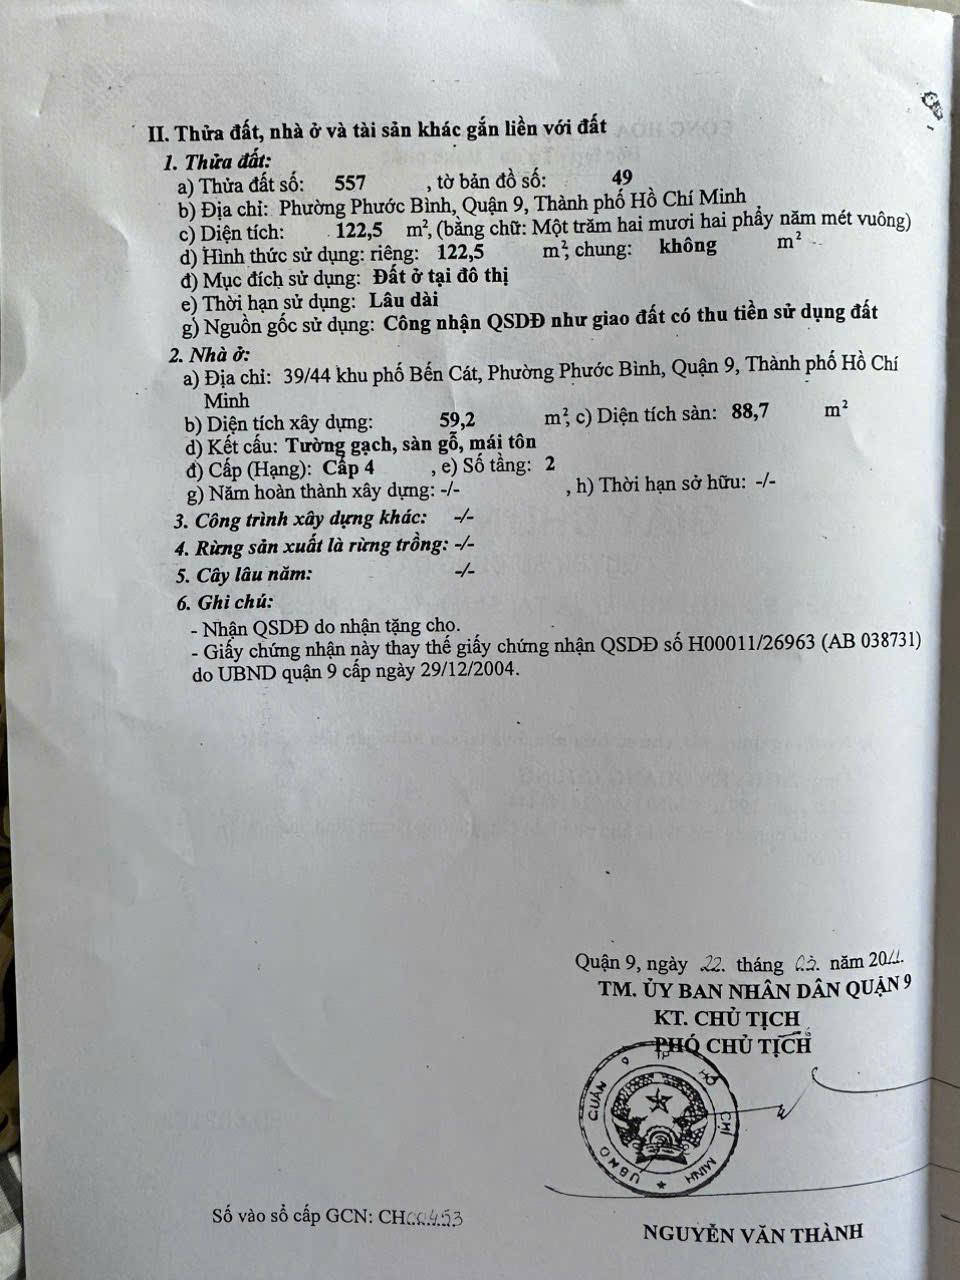 II. Thửa đất, nhà ở và tài sản khác gắn liền với đất
1. Thửa đất:
a) Thửa đất số: 557 , tờ bản đồ số: 49
b) Địa chỉ: Phường Phước Bình, Quận 9, Thành phố Hồ Chí Minh
c) Diện tích: 122,5 m², (bằng chữ: Một trăm hai mươi hai phẩy năm mét vuông)
d) Hình thức sử dụng: riêng: 122,5 m², chung: không m²
đ) Mục đích sử dụng: Đất ở tại đô thị
e) Thời hạn sử dụng: Lâu dài
g) Nguồn gốc sử dụng: Công nhận QSDĐ như giao đất có thu tiền sử dụng đất
2. Nhà ở:
a) Địa chỉ: 39/44 khu phố Bến Cát, Phường Phước Bình, Quận 9, Thành phố Hồ Chí
Minh
b) Diện tích xây dựng: 59,2 m², c) Diện tích sàn: 88,7 m²
d) Kết cấu: Tường gạch, sàn gỗ, mái tôn
đ) Cấp (Hạng): Cấp 4 , e) Số tầng: 2
g) Năm hoàn thành xây dựng: -/- , h) Thời hạn sở hữu: -/-
3. Công trình xây dựng khác: -/-
4. Rừng sản xuất là rừng trồng: -/-
5. Cây lâu năm: -/-
6. Ghi chú:
- Nhận QSDĐ do nhận tặng cho.
- Giấy chứng nhận này thay thế giấy chứng nhận QSDĐ số H00011/26963 (AB 038731)
do UBND quận 9 cấp ngày 29/12/2004.
Quận 9, ngày 22. tháng năm 2011.
TM. ỦY BAN NHÂN DÂN QUẬN 9
KT. CHỦ TỊCH
PHÓ CHỦ TỊCH
UBND QUẬN 9 TP HỒ CHÍ MINH
Số vào sổ cấp GCN: CH00453
NGUYỄN VĂN THÀNH